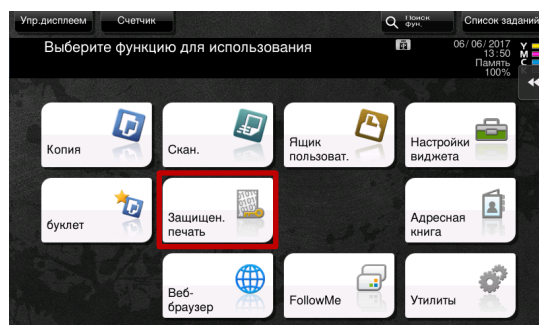 Упр.дисплеем Счетчик Поиск фун. Список заданий
Выберите функцию для использования
06/06/2017
13:50
Память
100%
Y
M
C
Копия
Скан.
Ящик
пользоват.
Настройки
виджета
буклет
Защищен.
печать
Адресная
книга
Веб-
браузер
FollowMe
Утилиты